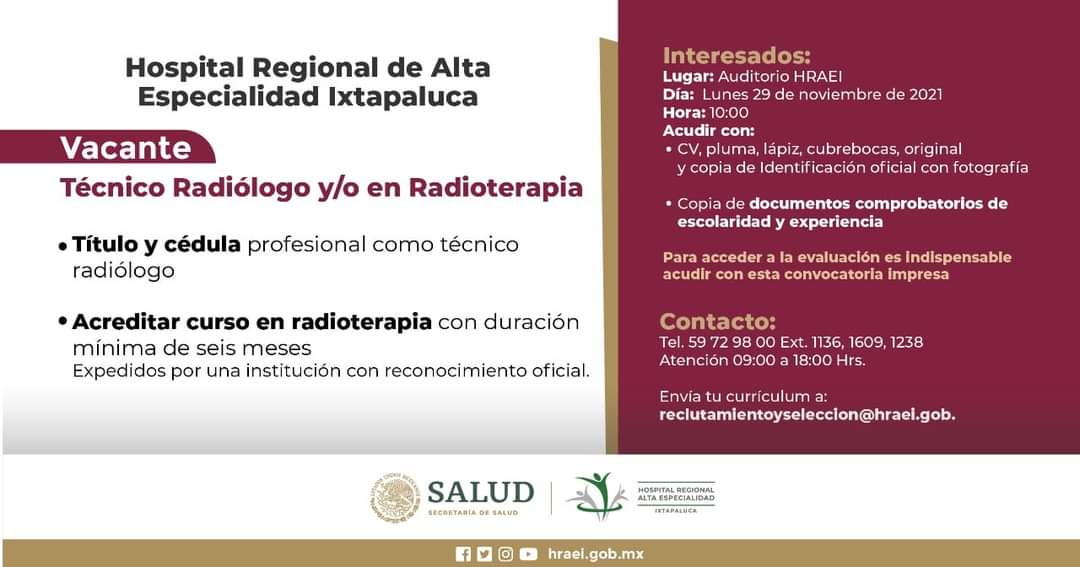 Hospital Regional de Alta
Especialidad Ixtapaluca
Vacante
Técnico Radiólogo y/o en Radioterapia
• Título y cédula profesional como técnico
radiólogo
• Acreditar curso en radioterapia con duración
mínima de seis meses
Expedidos por una institución con reconocimiento oficial.
Interesados:
Lugar: Auditorio HRAEI
Día: Lunes 29 de noviembre de 2021
Hora: 10:00
Acudir con:
• CV, pluma, lápiz, cubrebocas, original
y copia de Identificación oficial con fotografía
• Copia de documentos comprobatorios de
escolaridad y experiencia
Para acceder a la evaluación es indispensable
acudir con esta convocatoria impresa
Contacto:
Tel. 59 72 98 00 Ext. 1136, 1609, 1238
Atención 09:00 a 18:00 Hrs.
Envía tu currículum a:
reclutamientoyseleccion@hraei.gob.
SALUD
SECRETARÍA DE SALUD
HOSPITAL REGIONAL
ALTA ESPECIALIDAD
IXTAPALUCA
hraei.gob.mx